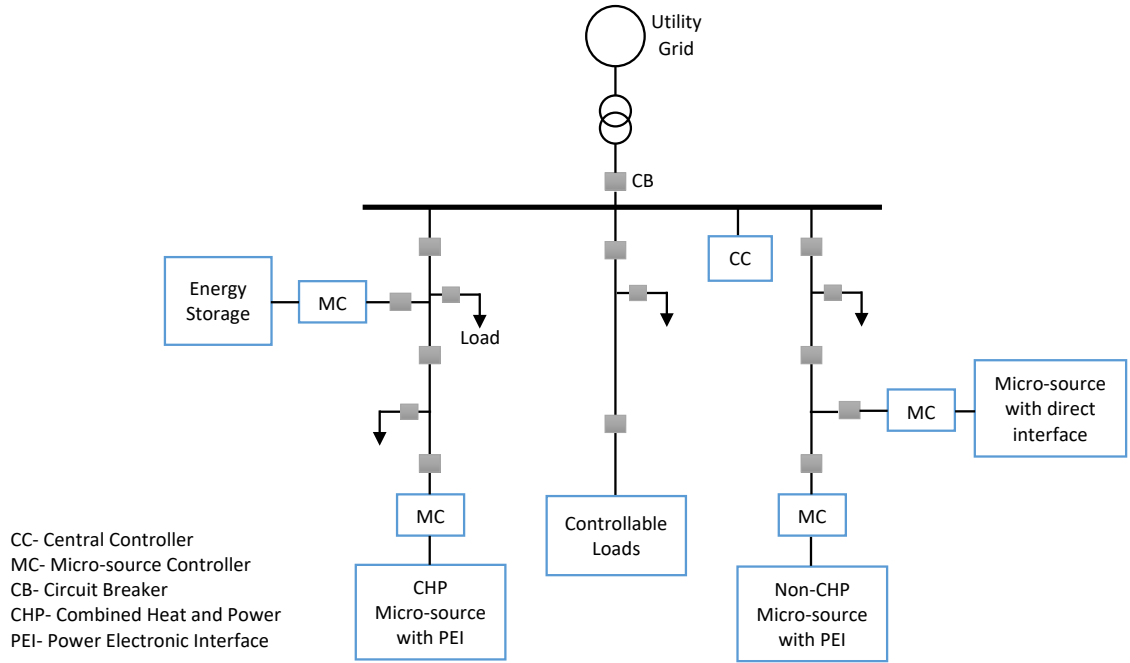 Utility
Grid
CB
CC
Energy
Storage
MC
Load
Micro-source
with direct
interface
MC
MC
Controllable
Loads
MC
CHP
Micro-source
with PEI
Non-CHP
Micro-source
with PEI
CC- Central Controller
MC- Micro-source Controller
CB- Circuit Breaker
CHP- Combined Heat and Power
PEI- Power Electronic Interface